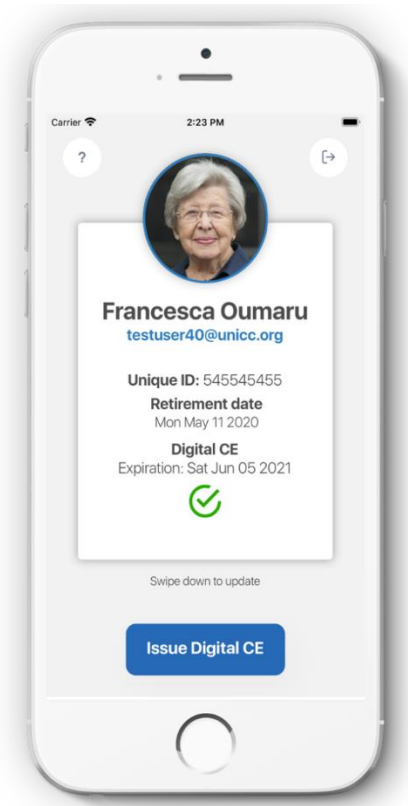 Carrier
2:23 PM
?
Francesca Oumaru
testuser40@unicc.org
Unique ID: 545545455
Retirement date
Mon May 11 2020
Digital CE
Expiration: Sat Jun 05 2021
Swipe down to update
Issue Digital CE